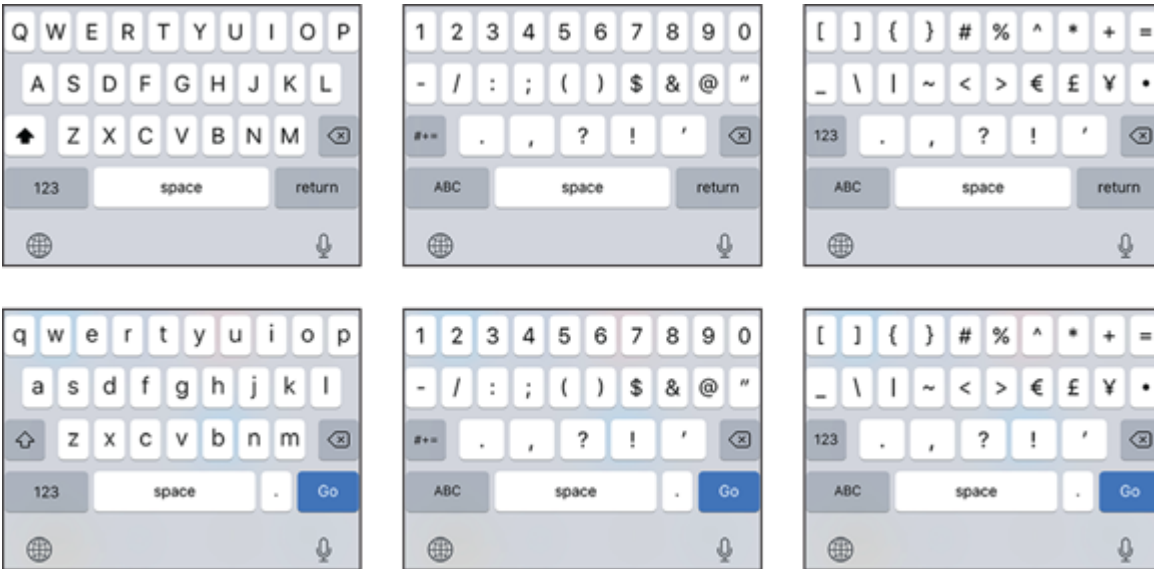 Q W E R T Y U I O P
A S D F G H J K L
Z X C V B N M
123 space return
1 2 3 4 5 6 7 8 9 0
- / : ; ( ) $ & @ "
#+= . , ? ! ’
ABC space return
[ ] { } # % ^ * + =
_ \ | ~ < > € £ ¥ •
123 . , ? ! ’
ABC space return
q w e r t y u i o p
a s d f g h j k l
z x c v b n m
123 space . Go
1 2 3 4 5 6 7 8 9 0
- / : ; ( ) $ & @ "
#+= . , ? ! ’
ABC space . Go
[ ] { } # % ^ * + =
_ \ | ~ < > € £ ¥ •
123 . , ? ! ’
ABC space . Go